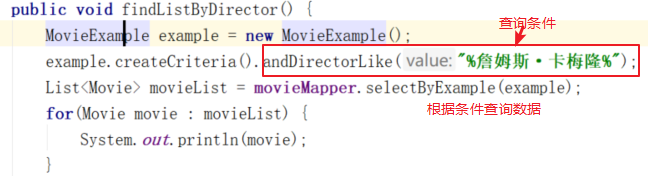 public void findListByDirector() {
查询条件
MovieExample example = new MovieExample();
example.createCriteria().andDirectorLike( value: "%詹姆斯·卡梅隆%");
List<Movie> movieList = movieMapper.selectByExample(example);
根据条件查询数据
for(Movie movie : movieList) {
System.out.println(movie);
}